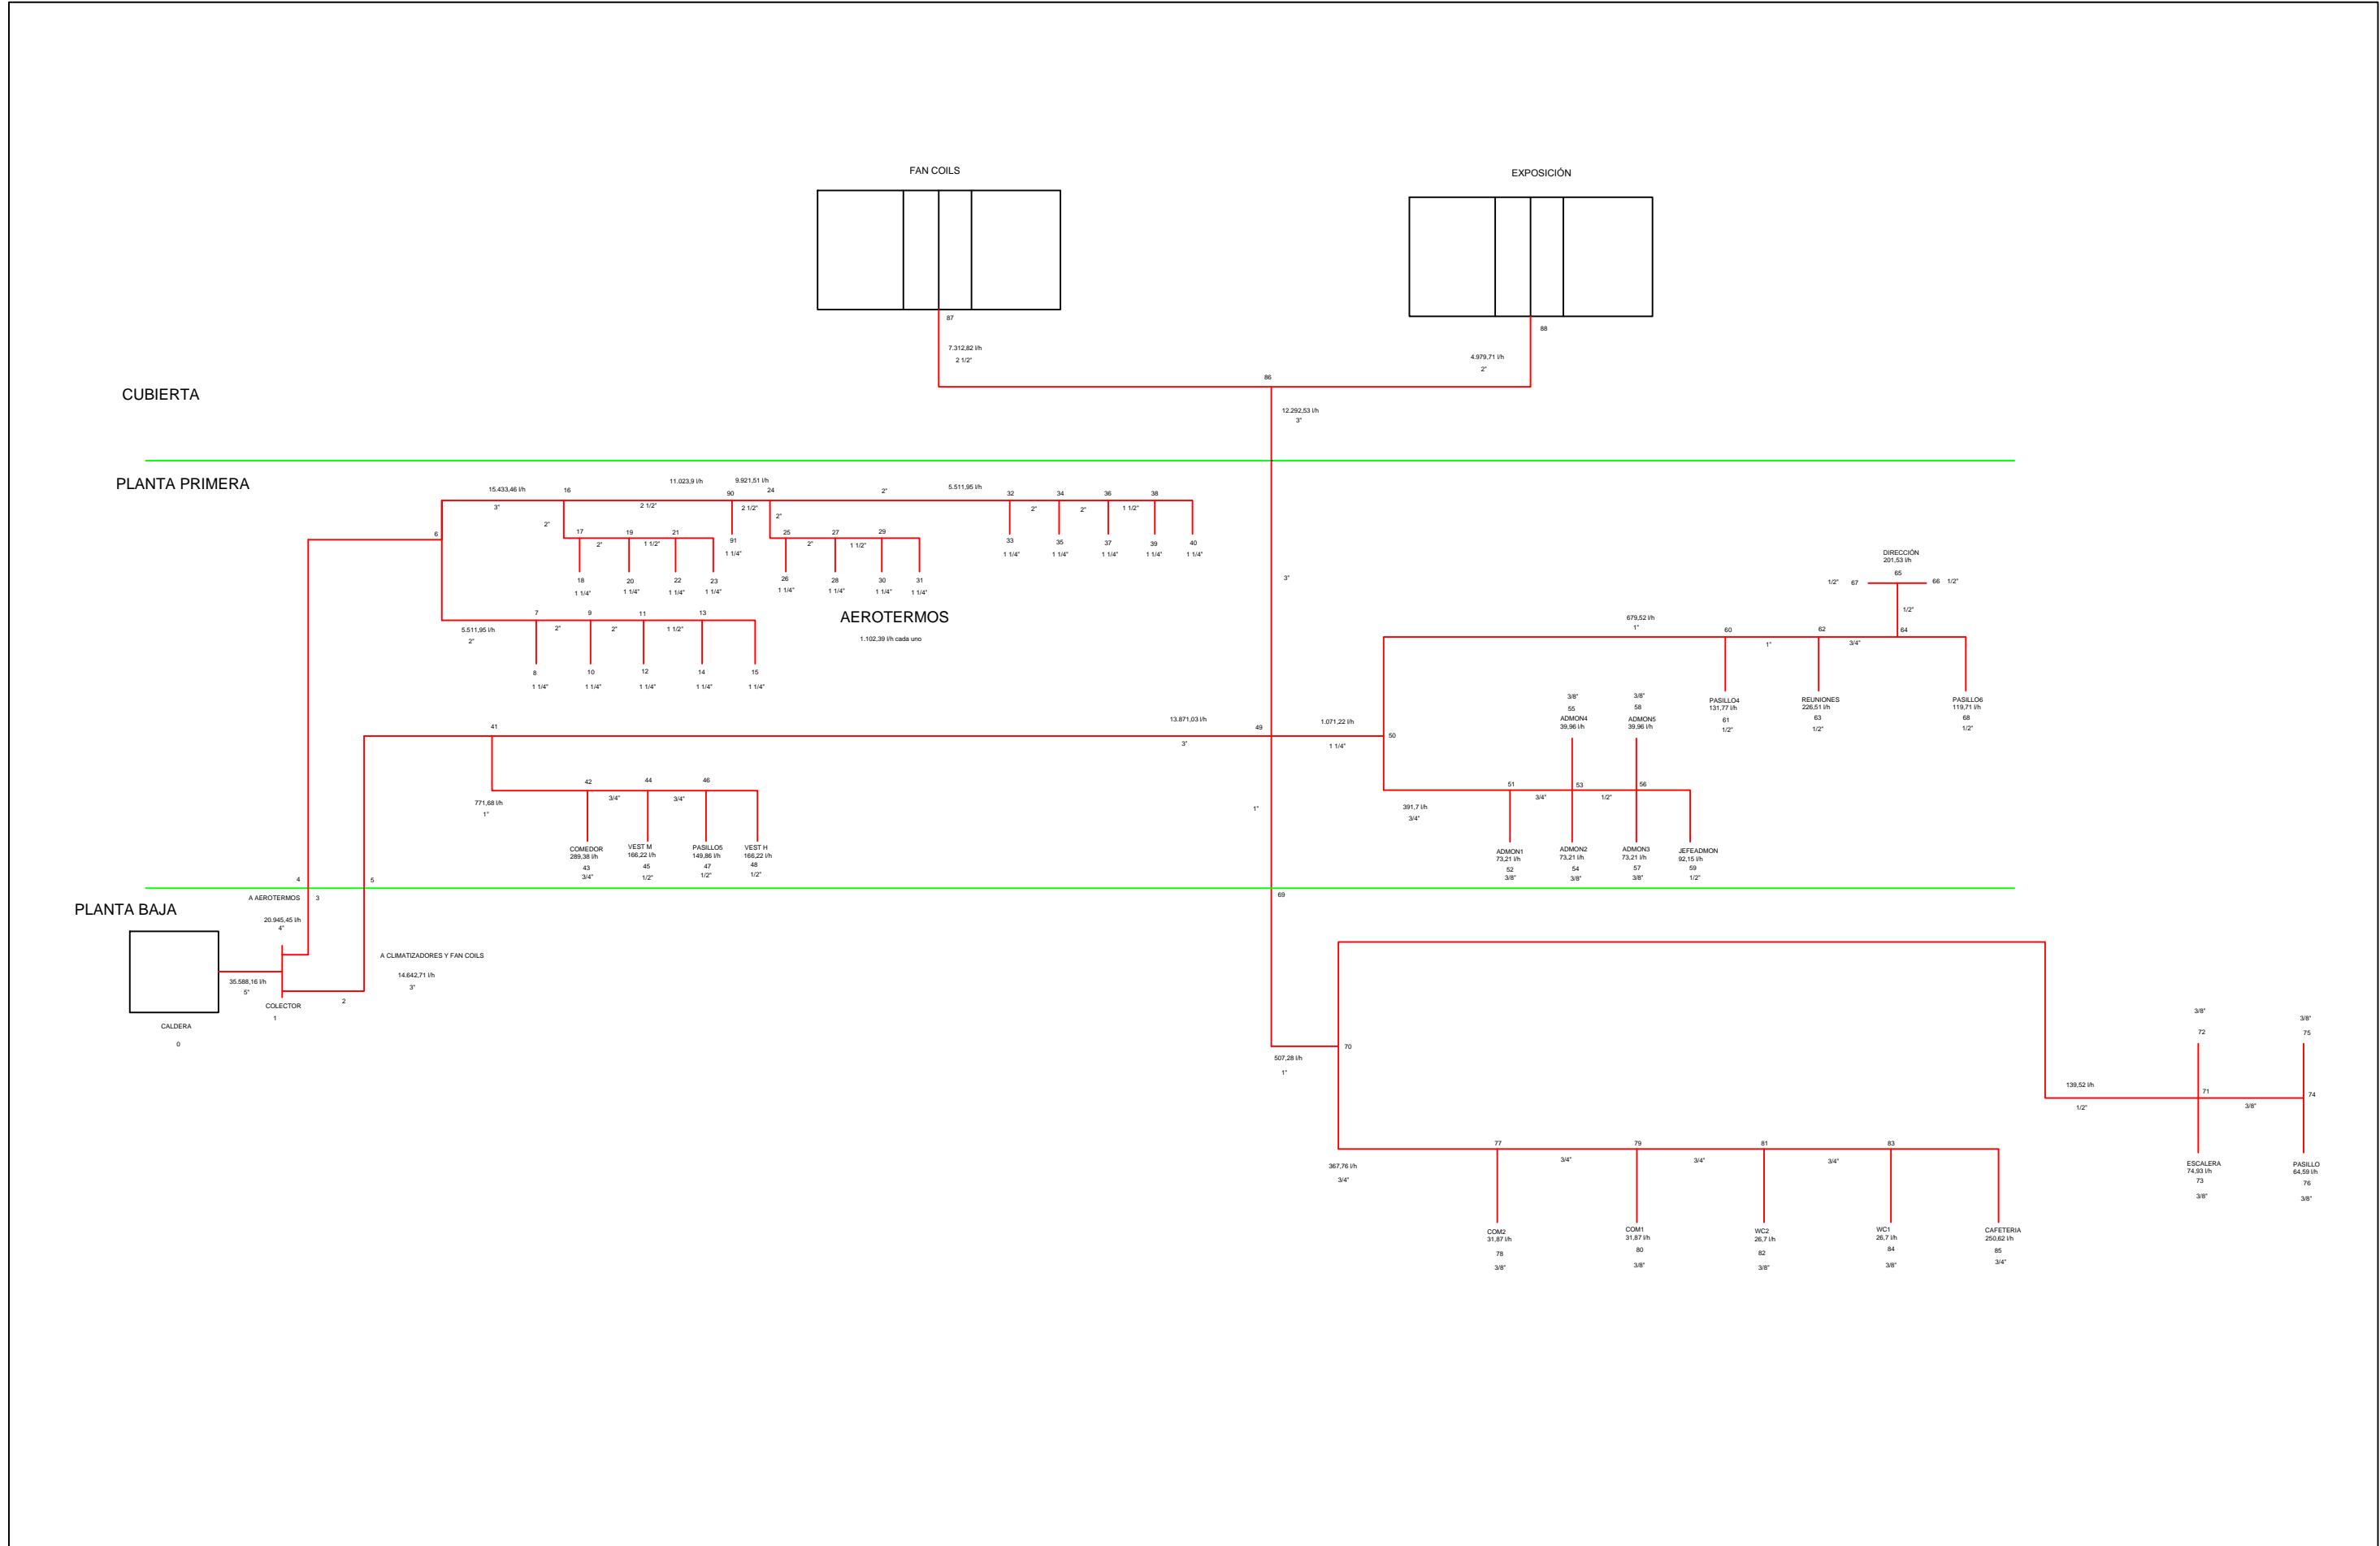 FAN COILS
EXPOSICIÓN
87
88
7.312,82 l/h
2 1/2"
4.979,71 l/h
2"
86
12.292,53 l/h
3"
CUBIERTA
PLANTA PRIMERA
15.433,46 l/h
3"
16
11.023,9 l/h
2 1/2"
90
9.921,51 l/h
2 1/2"
24
2"
5.511,95 l/h
32
34
36
38
2"
2"
1 1/2"
6
2"
17
19
21
2"
1 1/2"
91
1 1/4"
2"
25
27
29
2"
1 1/2"
33
35
37
39
40
1 1/4"
1 1/4"
1 1/4"
1 1/4"
1 1/4"
18
20
22
23
1 1/4"
1 1/4"
1 1/4"
1 1/4"
26
28
30
31
1 1/4"
1 1/4"
1 1/4"
1 1/4"
3"
AEROTERMOS
1.102,39 l/h cada uno
5.511,95 l/h
2"
7
9
11
13
2"
2"
1 1/2"
8
10
12
14
15
1 1/4"
1 1/4"
1 1/4"
1 1/4"
1 1/4"
DIRECCIÓN
201,53 l/h
65
1/2"
67
66
1/2"
1/2"
679,52 l/h
1"
60
62
64
1"
3/4"
PASILLO4
131,77 l/h
61
1/2"
REUNIONES
226,51 l/h
63
1/2"
PASILLO6
119,71 l/h
68
1/2"
41
13.871,03 l/h
3"
49
1.071,22 l/h
1 1/4"
50
3/8"
55
ADMON4
39,96 l/h
3/8"
58
ADMON5
39,96 l/h
771,68 l/h
1"
42
44
46
3/4"
3/4"
COMEDOR
289,38 l/h
43
3/4"
VEST M
166,22 l/h
45
1/2"
PASILLO5
149,86 l/h
47
1/2"
VEST H
166,22 l/h
48
1/2"
1"
391,7 l/h
3/4"
51
53
56
3/4"
1/2"
ADMON1
73,21 l/h
52
3/8"
ADMON2
73,21 l/h
54
3/8"
ADMON3
73,21 l/h
57
3/8"
JEFEADMON
92,15 l/h
59
1/2"
4
5
PLANTA BAJA
A AEROTERMOS
3
20.945,45 l/h
4"
69
A CLIMATIZADORES Y FAN COILS
14.642,71 l/h
3"
35.588,16 l/h
5"
COLECTOR
1
2
CALDERA
0
507,28 l/h
1"
70
3/8"
72
3/8"
75
139,52 l/h
1/2"
71
3/8"
74
ESCALERA
74,93 l/h
73
3/8"
PASILLO
64,59 l/h
76
3/8"
367,76 l/h
3/4"
77
79
81
83
3/4"
3/4"
3/4"
COM2
31,87 l/h
78
3/8"
COM1
31,87 l/h
80
3/8"
WC2
26,7 l/h
82
3/8"
WC1
26,7 l/h
84
3/8"
CAFETERIA
250,62 l/h
85
3/4"